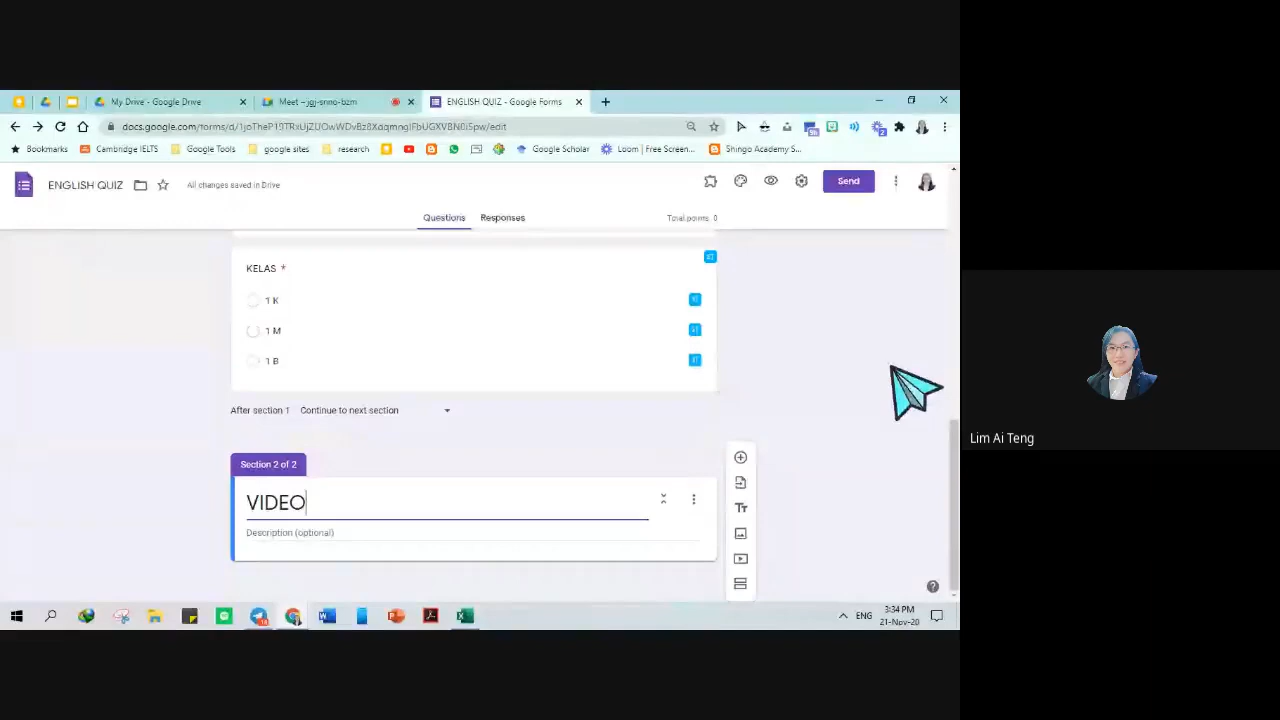 My Drive - Google Drive
Meet – jgj-snno-bzm
ENGLISH QUIZ - Google Forms
Bookmarks
Cambridge IELTS
Google Tools
google sites
research
Google Scholar
Loom | Free Screen...
Shingo Academy S...
ENGLISH QUIZ
All changes saved in Drive
Send
Questions
Responses
Total points 0
KELAS *
1 K
1 M
1 B
After section 1 Continue to next section
Section 2 of 2
VIDEO
Description (optional)
Lim Ai Teng
ENG
3:34 PM
21-Nov-20